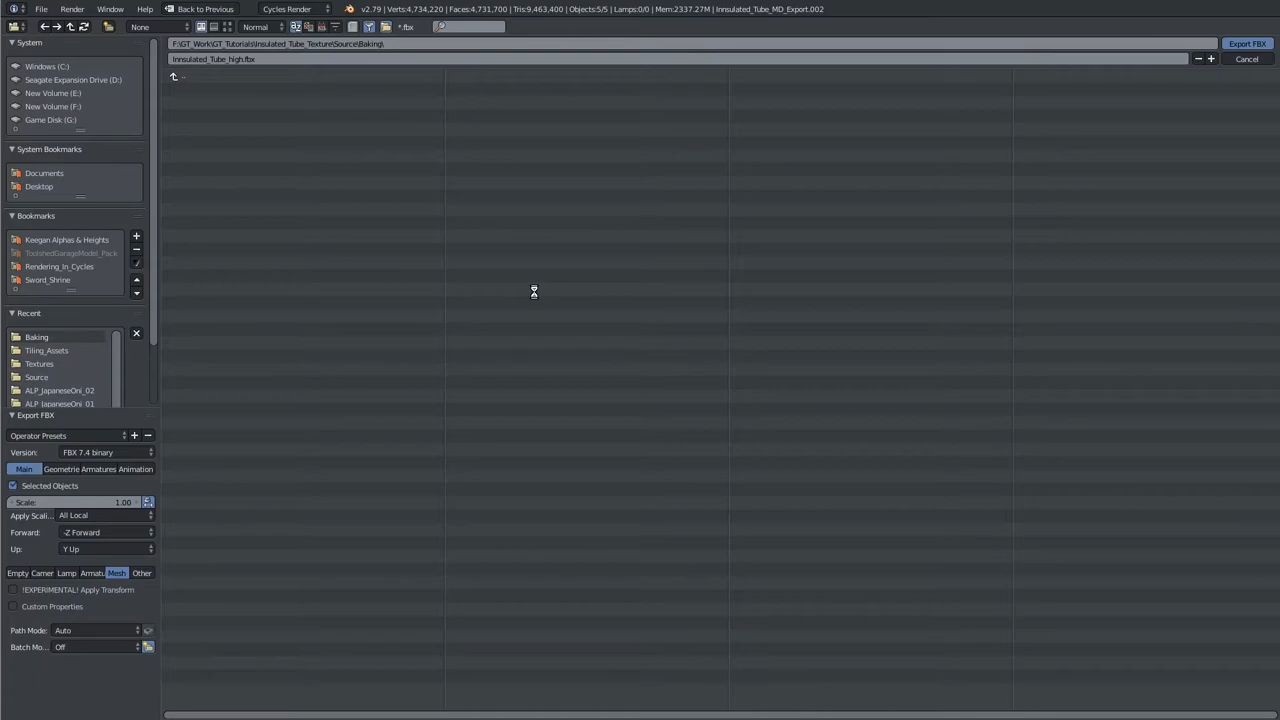 File Render Window Help Back to Previous Cycles Render v2.79 | Verts:4,734,220 | Faces:4,731,700 | Tris:9,463,400 | Objects:5/5 | Lamps:0/0 | Mem:2337.27M | Innsulated_Tube_MD_Export.002
None Normal *.fbx
System
F:\GT_Work\GT_Tutorials\Insulated_Tube_Texture\Source\Baking\ Export FBX
Innsulated_Tube_high.fbx Cancel
Windows (C:)
..
Seagate Expansion Drive (D:)
New Volume (E:)
New Volume (F:)
Game Disk (G:)
System Bookmarks
Documents
Desktop
Bookmarks
Keegan Alphas & Heights
ToolshedGarageModel_Pack
Rendering_In_Cycles
Sword_Shrine
Recent
Baking
Tiling_Assets
Textures
Source
ALP_JapaneseOni_02
ALP_JapaneseOni_01
Export FBX
Operator Presets
Version: FBX 7.4 binary
Main Geometrie Armatures Animation
Selected Objects
Scale: 1.00
Apply Scali... All Local
Forward: -Z Forward
Up: Y Up
Empty Camer Lamp Armatu Mesh Other
!EXPERIMENTAL! Apply Transform
Custom Properties
Path Mode: Auto
Batch Mo... Off